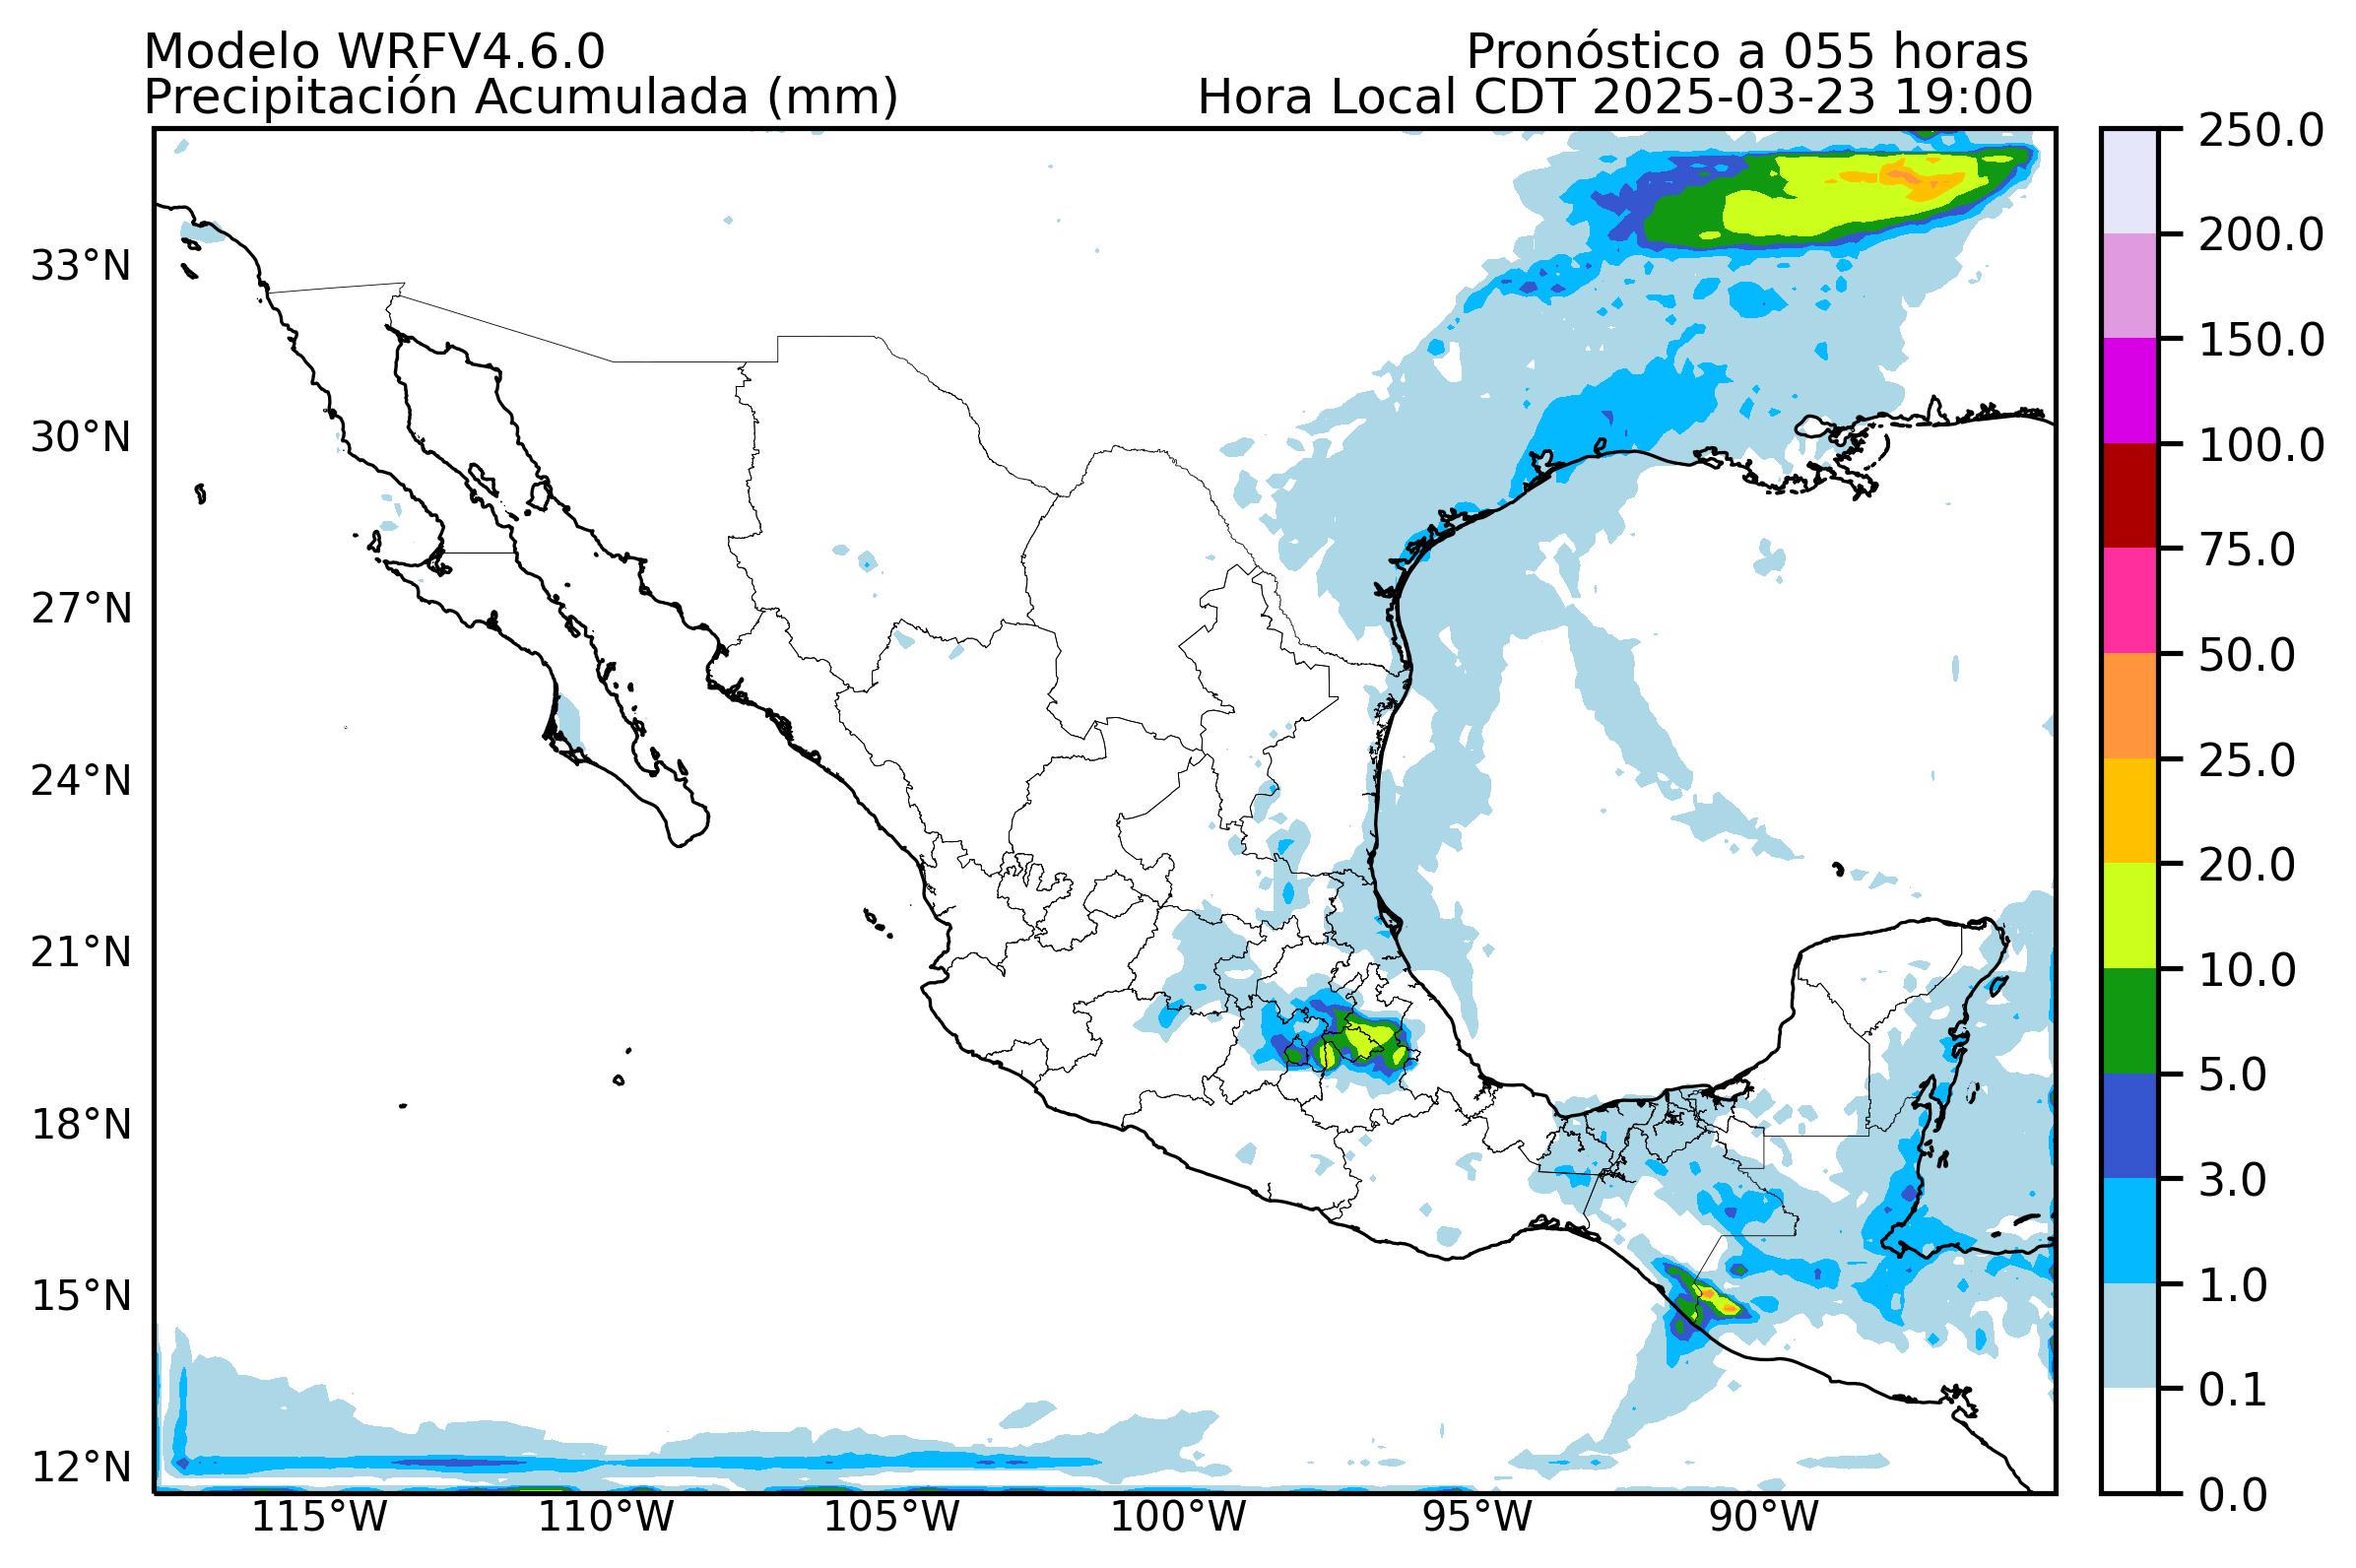 Modelo WRFV4.6.0
Pronóstico a 055 horas
Precipitación Acumulada (mm)
Hora Local CDT 2025-03-23 19:00
33°N
30°N
27°N
24°N
21°N
18°N
15°N
12°N
115°W
110°W
105°W
100°W
95°W
90°W
250.0
200.0
150.0
100.0
75.0
50.0
25.0
20.0
10.0
5.0
3.0
1.0
0.1
0.0